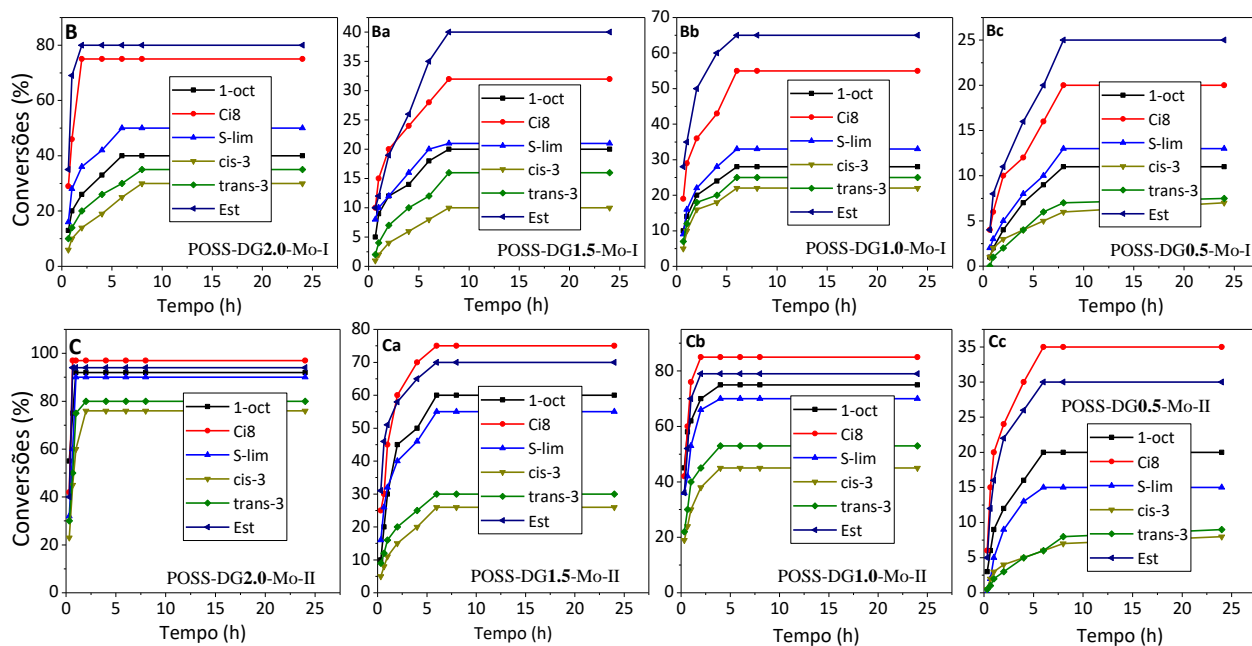 B
Conversões (%)
80
60
40
20
0
1-oct
Ci8
S-lim
cis-3
trans-3
Est
POSS-DG2.0-Mo-I
0 5 10 15 20 25
Tempo (h)
Ba
40
35
30
25
20
15
10
5
0
1-oct
Ci8
S-lim
cis-3
trans-3
Est
POSS-DG1.5-Mo-I
0 5 10 15 20 25
Tempo (h)
Bb
70
60
50
40
30
20
10
0
1-oct
Ci8
S-lim
cis-3
trans-3
Est
POSS-DG1.0-Mo-I
0 5 10 15 20 25
Tempo (h)
Bc
25
20
15
10
5
0
1-oct
Ci8
S-lim
cis-3
trans-3
Est
POSS-DG0.5-Mo-I
0 5 10 15 20 25
Tempo (h)
C
Conversões (%)
100
80
60
40
20
0
1-oct
Ci8
S-lim
cis-3
trans-3
Est
POSS-DG2.0-Mo-II
0 5 10 15 20 25
Tempo (h)
Ca
80
70
60
50
40
30
20
10
0
1-oct
Ci8
S-lim
cis-3
trans-3
Est
POSS-DG1.5-Mo-II
0 5 10 15 20 25
Tempo (h)
Cb
80
60
40
20
0
1-oct
Ci8
S-lim
cis-3
trans-3
Est
POSS-DG1.0-Mo-II
0 5 10 15 20 25
Tempo (h)
Cc
35
30
25
20
15
10
5
0
POSS-DG0.5-Mo-II
1-oct
Ci8
S-lim
cis-3
trans-3
Est
0 5 10 15 20 25
Tempo (h)